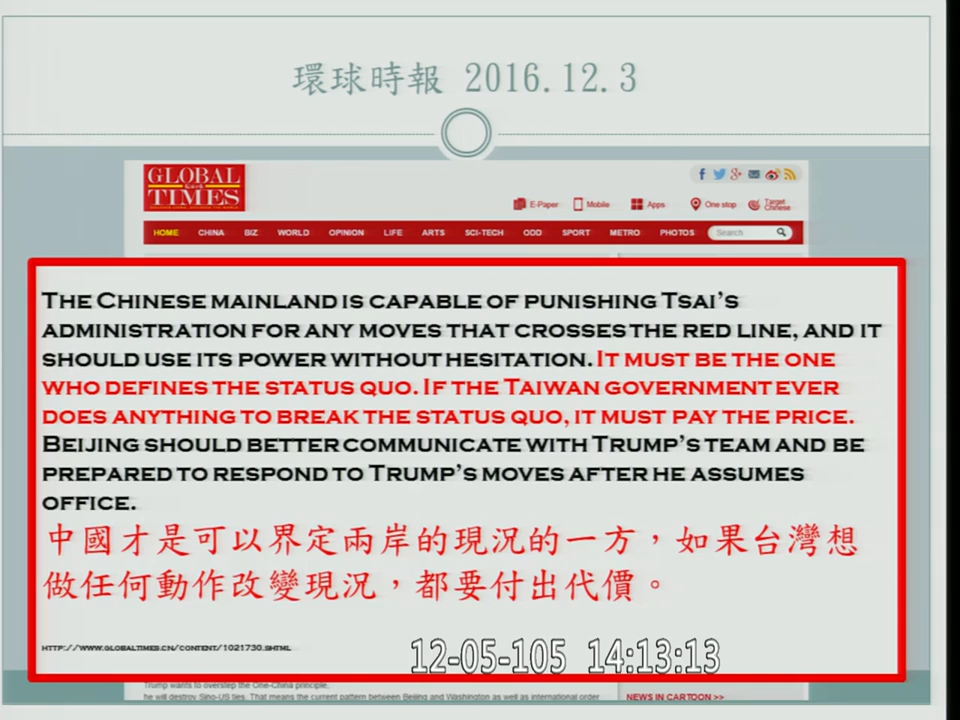 環球時報 2016.12.3
GLOBAL
TIMES
E-Paper Mobile Apps One stop Target Chinese
HOME CHINA BIZ WORLD OPINION LIFE ARTS SCI-TECH ODD SPORT METRO PHOTOS Search
THE CHINESE MAINLAND IS CAPABLE OF PUNISHING TSAI'S
ADMINISTRATION FOR ANY MOVES THAT CROSSES THE RED LINE, AND IT
SHOULD USE ITS POWER WITHOUT HESITATION. IT MUST BE THE ONE
WHO DEFINES THE STATUS QUO. IF THE TAIWAN GOVERNMENT EVER
DOES ANYTHING TO BREAK THE STATUS QUO, IT MUST PAY THE PRICE.
BEIJING SHOULD BETTER COMMUNICATE WITH TRUMP'S TEAM AND BE
PREPARED TO RESPOND TO TRUMP'S MOVES AFTER HE ASSUMES
OFFICE.
中國才是可以界定兩岸的現況的一方，如果台灣想
做任何動作改變現況，都要付出代價。
HTTP://WWW.GLOBALTIMES.CN/CONTENT/1021730.SHTML
12-05-105 14:13:13
Trump wants to overstep the One-China principle,
he will destroy Sino-US ties. That means the current pattern between Beijing and Washington as well as international order
NEWS IN CARTOON >>